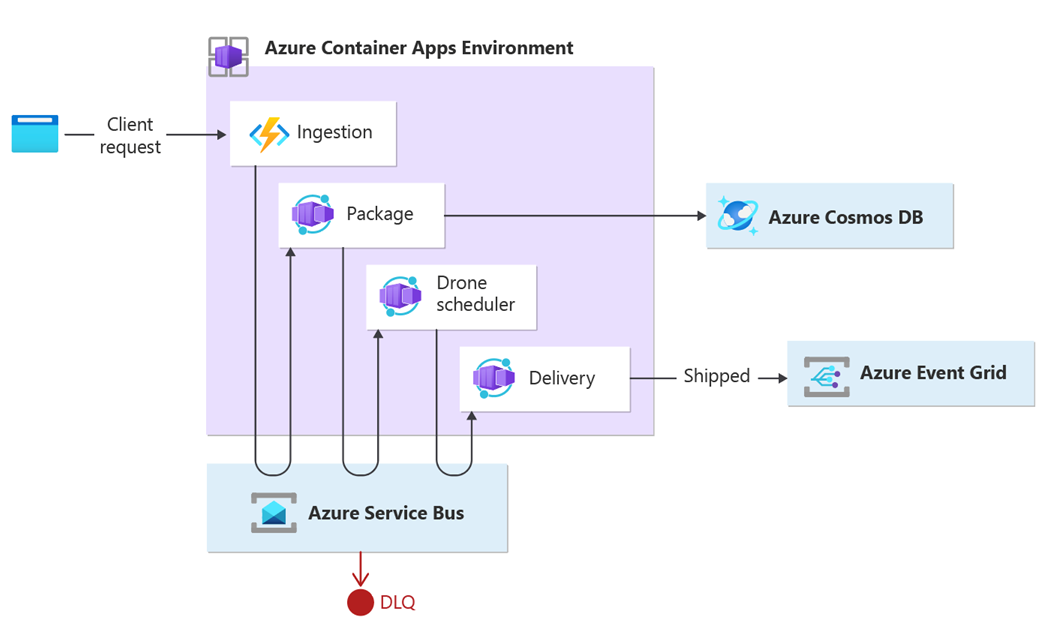 Azure Container Apps Environment
Client
request
Ingestion
Package
Azure Cosmos DB
Drone
scheduler
Delivery
Shipped
Azure Event Grid
Azure Service Bus
DLQ